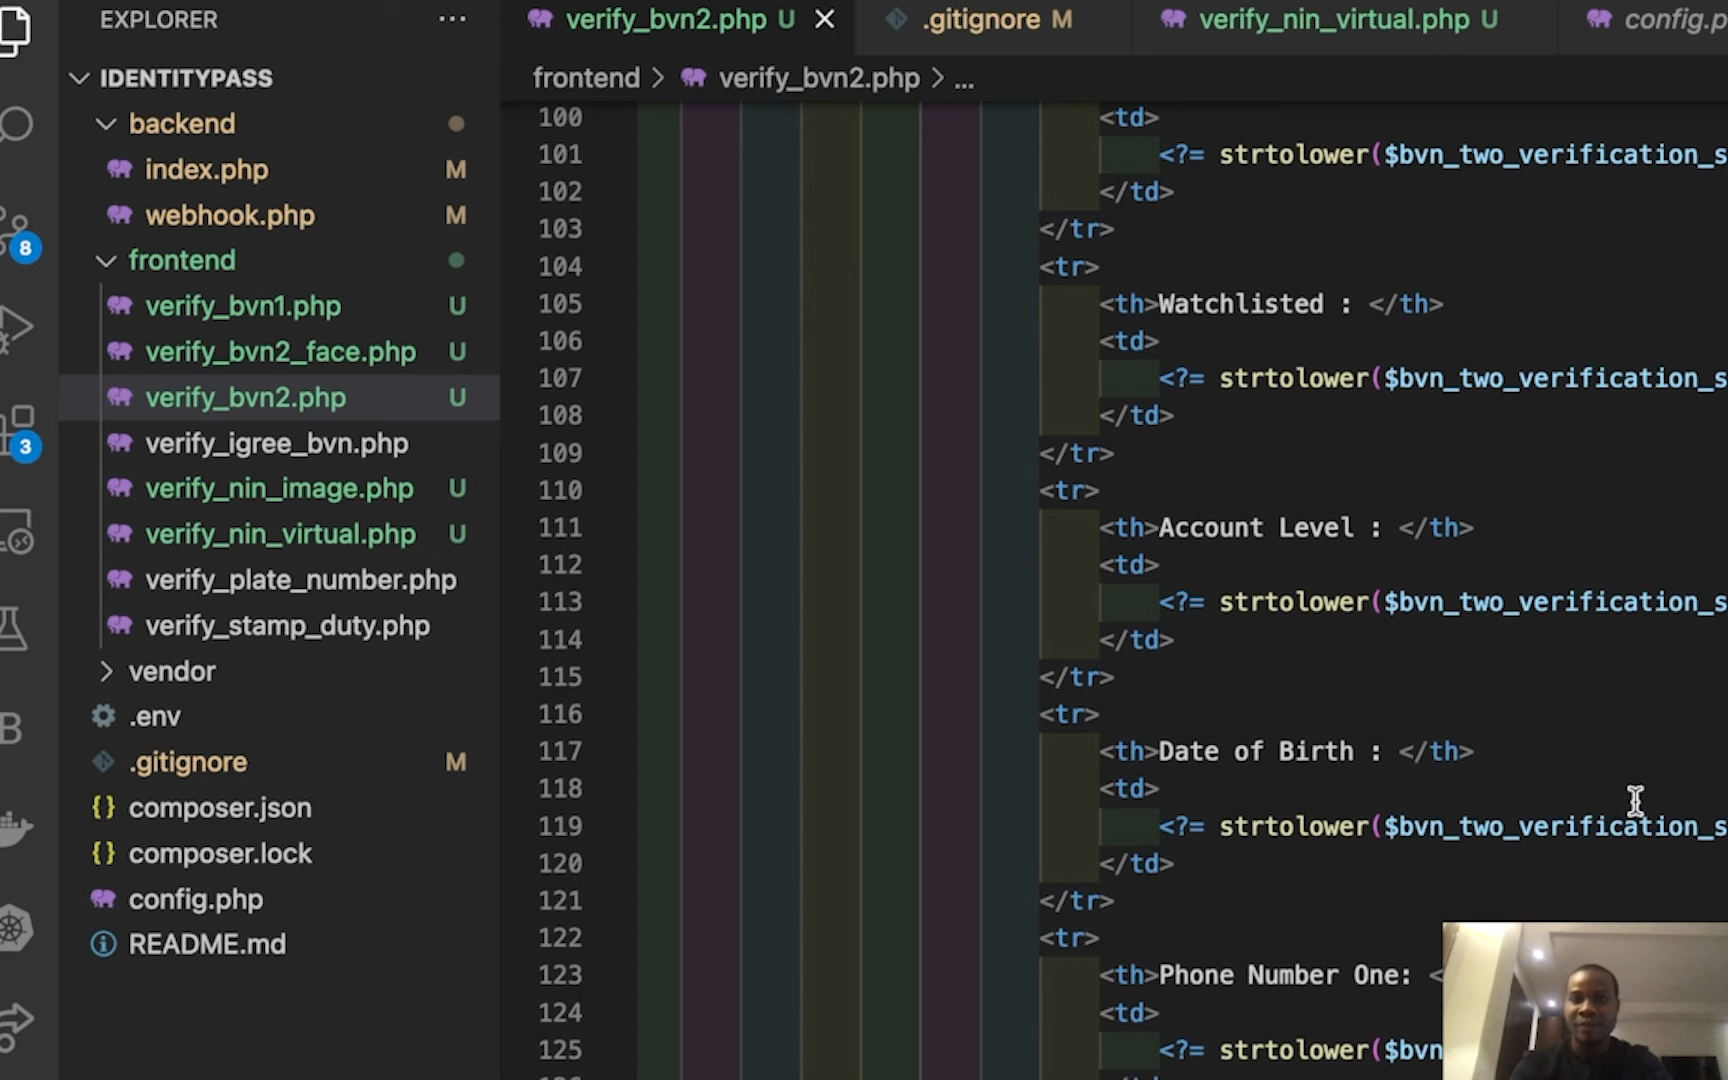 EXPLORER
IDENTITYPASS
backend
index.php M
webhook.php M
frontend
verify_bvn1.php U
verify_bvn2_face.php U
verify_bvn2.php U
verify_igree_bvn.php
verify_nin_image.php U
verify_nin_virtual.php U
verify_plate_number.php
verify_stamp_duty.php
vendor
.env
.gitignore M
composer.json
composer.lock
config.php
README.md
8
3
B
verify_bvn2.php U
.gitignore M
verify_nin_virtual.php U
config.p
frontend > verify_bvn2.php > ...
100 <td>
101 <?= strtolower($bvn_two_verification_s
102 </td>
103 </tr>
104 <tr>
105 <th>Watchlisted : </th>
106 <td>
107 <?= strtolower($bvn_two_verification_s
108 </td>
109 </tr>
110 <tr>
111 <th>Account Level : </th>
112 <td>
113 <?= strtolower($bvn_two_verification_s
114 </td>
115 </tr>
116 <tr>
117 <th>Date of Birth : </th>
118 <td>
119 <?= strtolower($bvn_two_verification_s
120 </td>
121 </tr>
122 <tr>
123 <th>Phone Number One: <
124 <td>
125 <?= strtolower($bvn